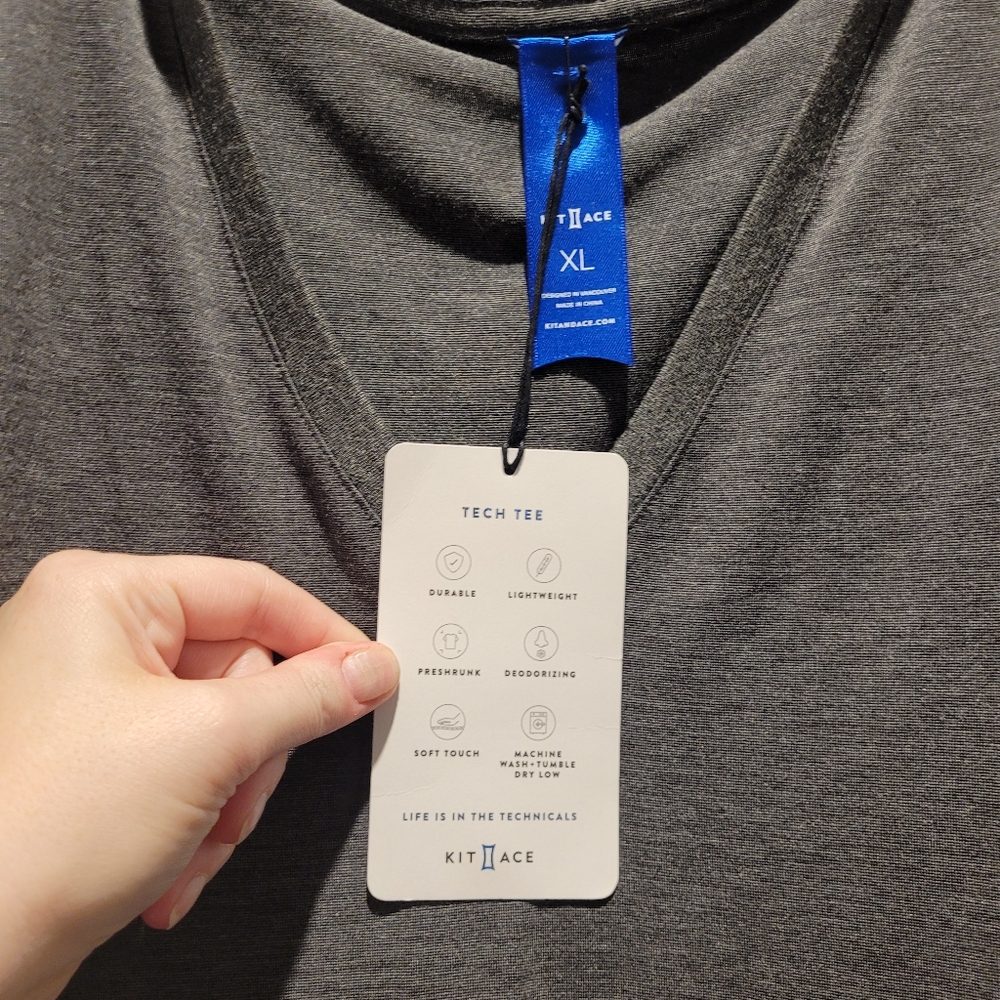 KIT ACE
XL
DESIGNED IN VANCOUVER
MADE IN CHINA
KITANDACE.COM
TECH TEE
DURABLE
LIGHTWEIGHT
PRESHRUNK
DEODORIZING
SOFT TOUCH
MACHINE
WASH+TUMBLE
DRY LOW
LIFE IS IN THE TECHNICALS
KIT ACE